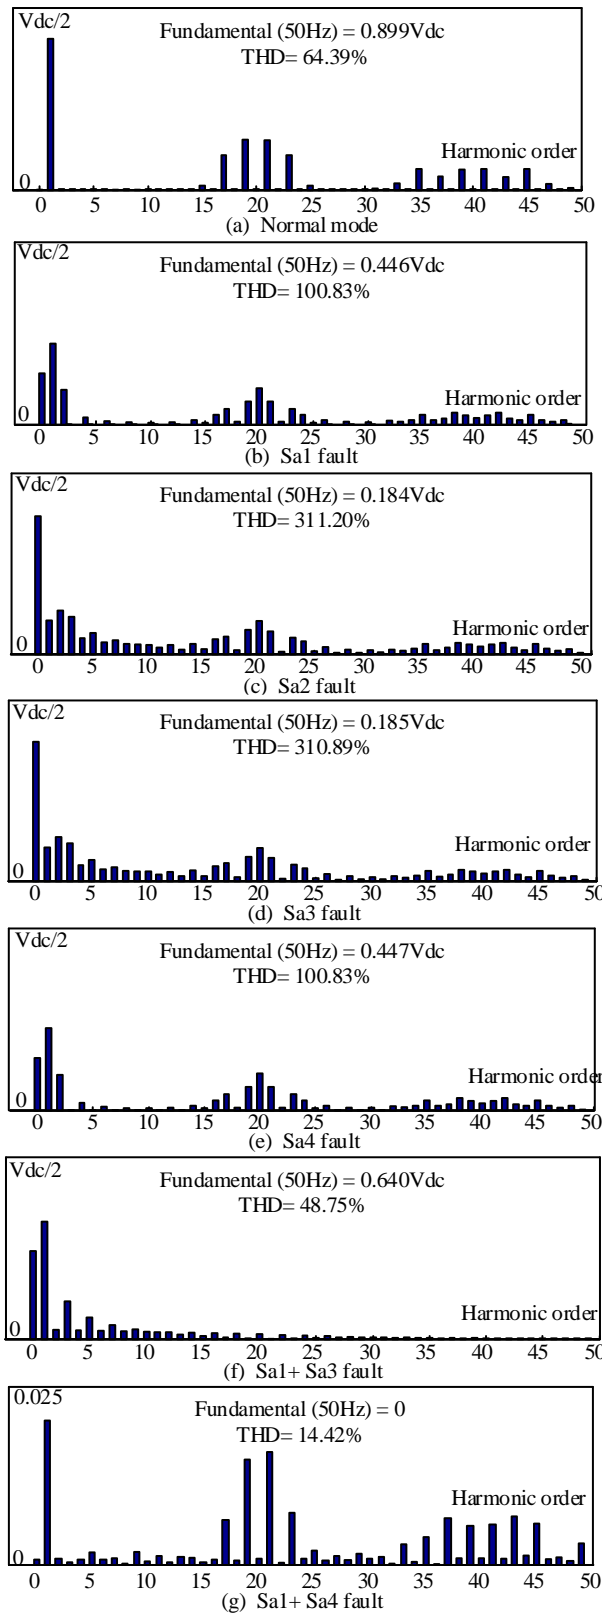 Vdc/2
Fundamental (50Hz) = 0.899Vdc
THD= 64.39%
Harmonic order
0
0 5 10 15 20 25 30 35 40 45 50
(a) Normal mode
Vdc/2
Fundamental (50Hz) = 0.446Vdc
THD= 100.83%
Harmonic order
0
0 5 10 15 20 25 30 35 40 45 50
(b) Sa1 fault
Vdc/2
Fundamental (50Hz) = 0.184Vdc
THD= 311.20%
Harmonic order
0
0 5 10 15 20 25 30 35 40 45 50
(c) Sa2 fault
Vdc/2
Fundamental (50Hz) = 0.185Vdc
THD= 310.89%
Harmonic order
0
0 5 10 15 20 25 30 35 40 45 50
(d) Sa3 fault
Vdc/2
Fundamental (50Hz) = 0.447Vdc
THD= 100.83%
Harmonic order
0
0 5 10 15 20 25 30 35 40 45 50
(e) Sa4 fault
Vdc/2
Fundamental (50Hz) = 0.640Vdc
THD= 48.75%
Harmonic order
0
0 5 10 15 20 25 30 35 40 45 50
(f) Sa1+ Sa3 fault
0.025
Fundamental (50Hz) = 0
THD= 14.42%
Harmonic order
0
0 5 10 15 20 25 30 35 40 45 50
(g) Sa1+ Sa4 fault